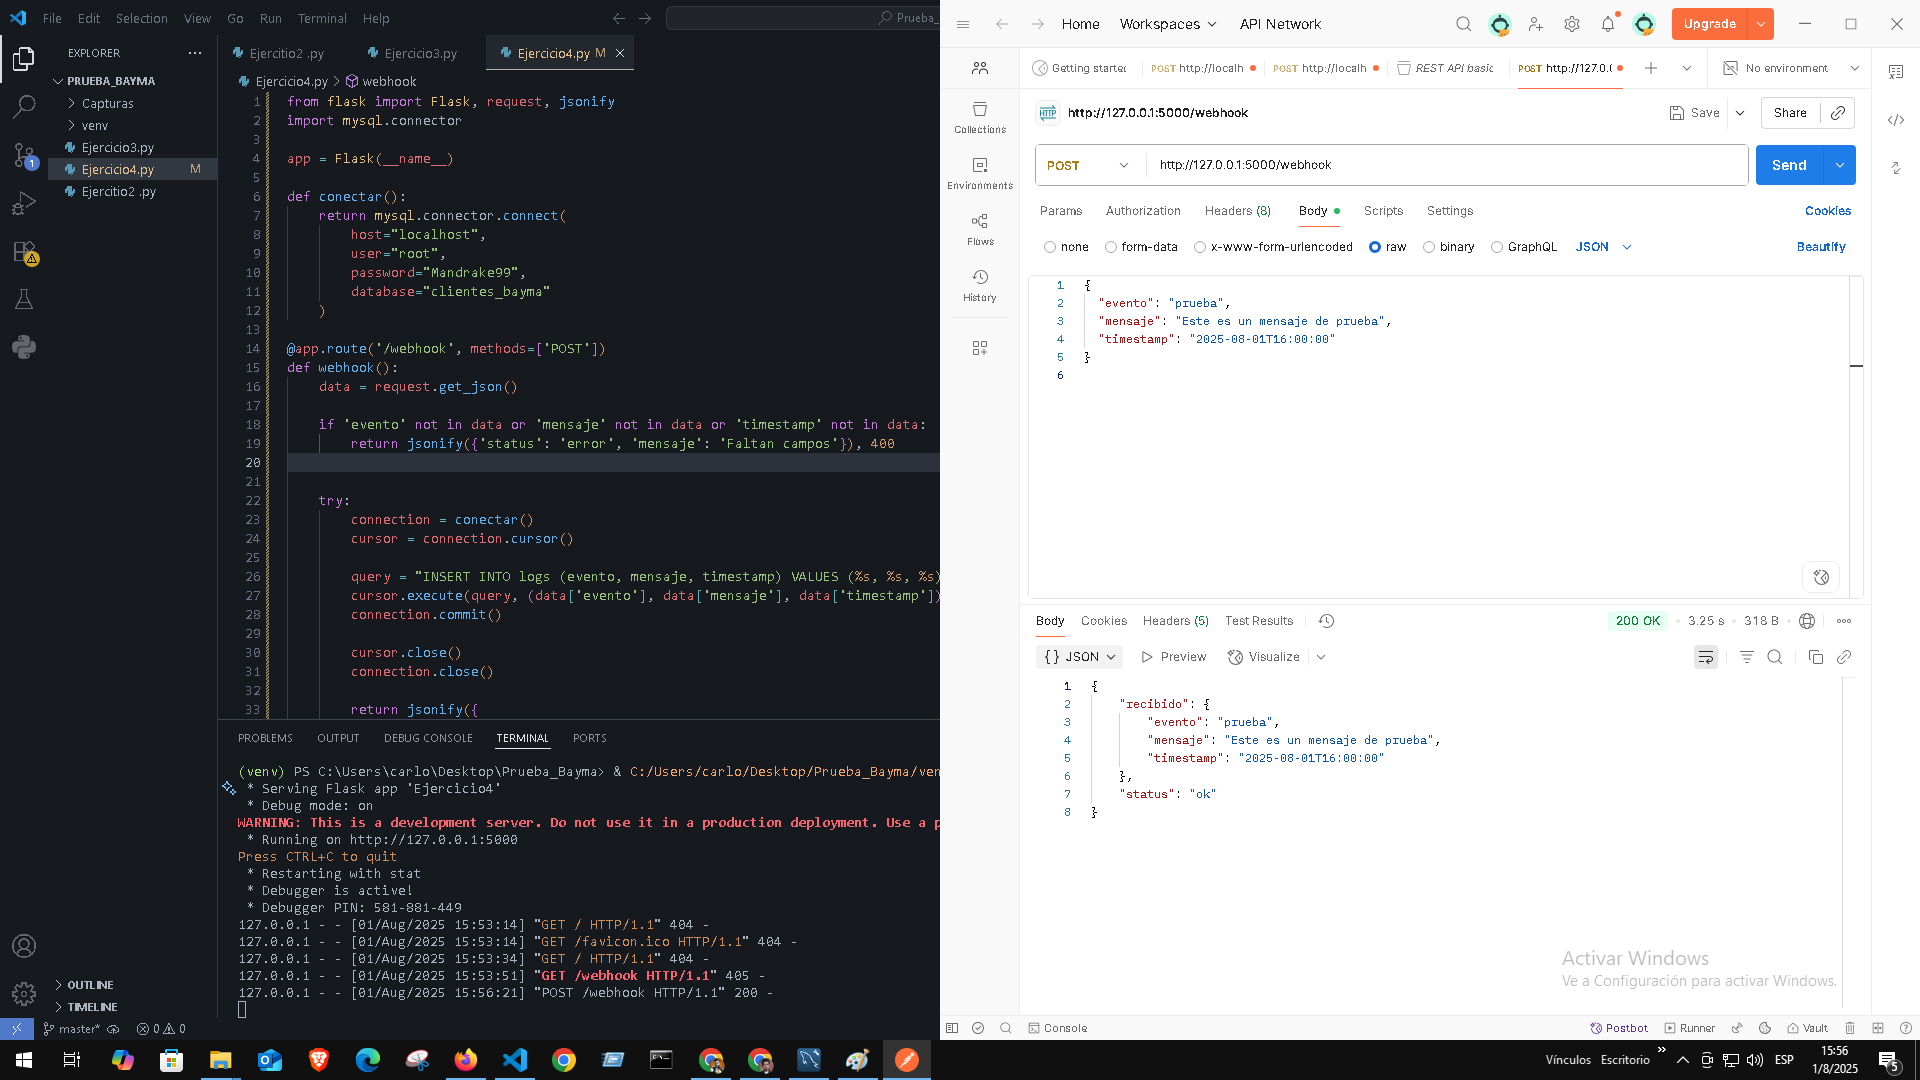 File Edit Selection View Go Run Terminal Help
Prueba_
EXPLORER
PRUEBA_BAYMA
Capturas
venv
Ejercicio3.py
Ejercicio4.py M
Ejercitio2 .py
1
Ejercitio2 .py
Ejercicio3.py
Ejercicio4.py M
Ejercicio4.py > webhook
1 from flask import Flask, request, jsonify
2 import mysql.connector
3
4 app = Flask(__name__)
5
6 def conectar():
7 return mysql.connector.connect(
8 host="localhost",
9 user="root",
10 password="Mandrake99",
11 database="clientes_bayma"
12 )
13
14 @app.route('/webhook', methods=['POST'])
15 def webhook():
16 data = request.get_json()
17
18 if 'evento' not in data or 'mensaje' not in data or 'timestamp' not in data:
19 return jsonify({'status': 'error', 'mensaje': 'Faltan campos'}), 400
20
21
22 try:
23 connection = conectar()
24 cursor = connection.cursor()
25
26 query = "INSERT INTO logs (evento, mensaje, timestamp) VALUES (%s, %s, %s)
27 cursor.execute(query, (data['evento'], data['mensaje'], data['timestamp'])
28 connection.commit()
29
30 cursor.close()
31 connection.close()
32
33 return jsonify({
PROBLEMS OUTPUT DEBUG CONSOLE TERMINAL PORTS
(venv) PS C:\Users\carlo\Desktop\Prueba_Bayma> & C:/Users/carlo/Desktop/Prueba_Bayma/ven
* Serving Flask app 'Ejercicio4'
* Debug mode: on
WARNING: This is a development server. Do not use it in a production deployment. Use a p
* Running on http://127.0.0.1:5000
Press CTRL+C to quit
* Restarting with stat
* Debugger is active!
* Debugger PIN: 581-881-449
127.0.0.1 - - [01/Aug/2025 15:53:14] "GET / HTTP/1.1" 404 -
127.0.0.1 - - [01/Aug/2025 15:53:14] "GET /favicon.ico HTTP/1.1" 404 -
127.0.0.1 - - [01/Aug/2025 15:53:34] "GET / HTTP/1.1" 404 -
127.0.0.1 - - [01/Aug/2025 15:53:51] "GET /webhook HTTP/1.1" 405 -
127.0.0.1 - - [01/Aug/2025 15:56:21] "POST /webhook HTTP/1.1" 200 -
OUTLINE
TIMELINE
master* 0 0
Home Workspaces API Network Upgrade
Getting starte POST http://localh POST http://localh REST API basic POST http://127.0.( No environment
Collections
Environments
Flows
History
HTTP http://127.0.0.1:5000/webhook Save Share
POST http://127.0.0.1:5000/webhook Send
Params Authorization Headers (8) Body Scripts Settings Cookies
none form-data x-www-form-urlencoded raw binary GraphQL JSON Beautify
1 {
2 "evento": "prueba",
3 "mensaje": "Este es un mensaje de prueba",
4 "timestamp": "2025-08-01T16:00:00"
5 }
6
Body Cookies Headers (5) Test Results 200 OK 3.25 s 318 B
{} JSON Preview Visualize
1 {
2 "recibido": {
3 "evento": "prueba",
4 "mensaje": "Este es un mensaje de prueba",
5 "timestamp": "2025-08-01T16:00:00"
6 },
7 "status": "ok"
8 }
Activar Windows
Ve a Configuración para activar Windows.
Console Postbot Runner Vault
Vínculos Escritorio » ESP 15:56
1/8/2025
5